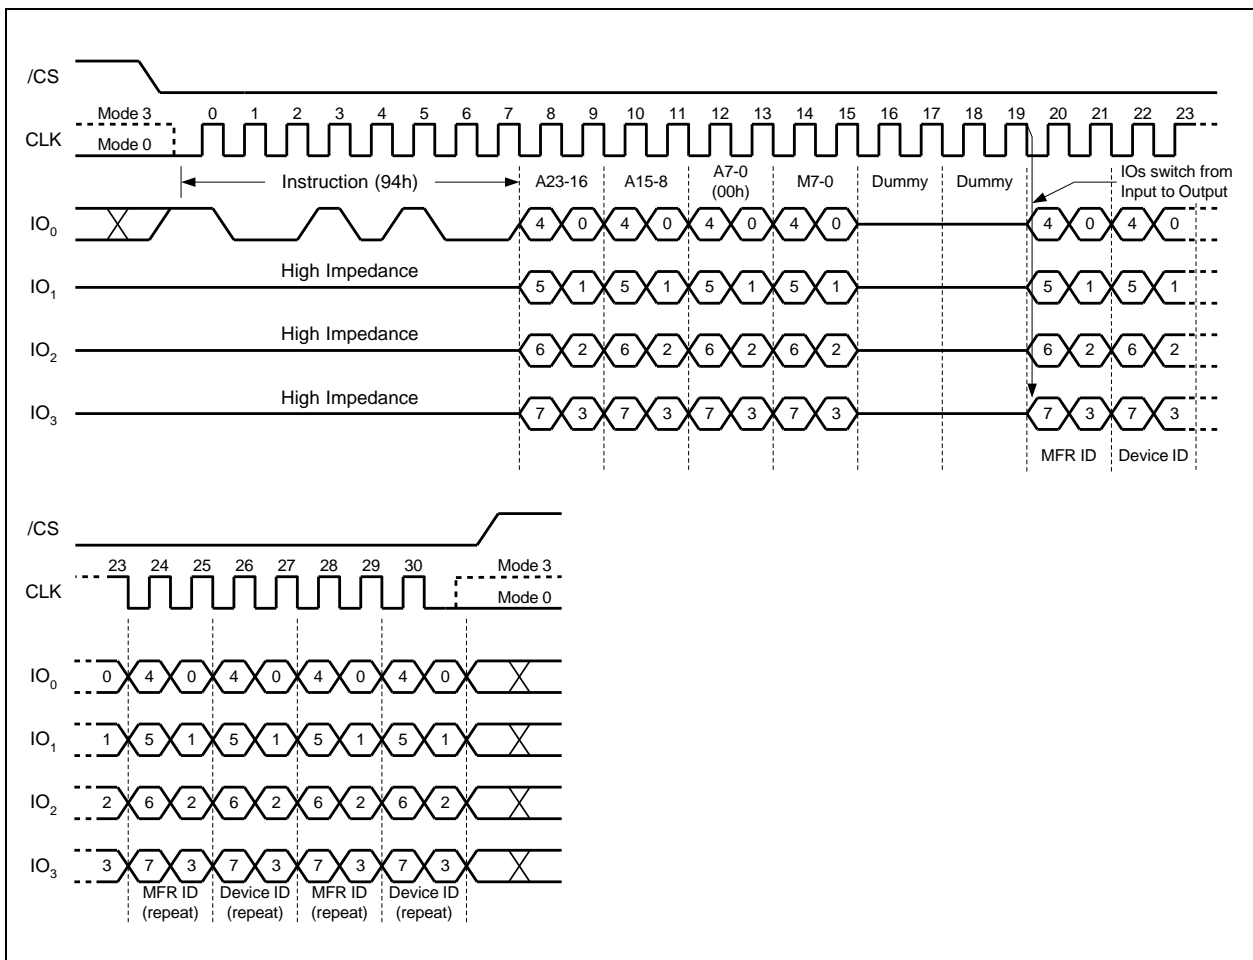 /CS
Mode 3 0 1 2 3 4 5 6 7 8 9 10 11 12 13 14 15 16 17 18 19 20 21 22 23
CLK
Mode 0
Instruction (94h) A23-16 A15-8 A7-0 (00h) M7-0 Dummy Dummy IOs switch from Input to Output
IO0 4 0 4 0 4 0 4 0 4 0 4 0
High Impedance
IO1 5 1 5 1 5 1 5 1 5 1 5 1
High Impedance
IO2 6 2 6 2 6 2 6 2 6 2 6 2
High Impedance
IO3 7 3 7 3 7 3 7 3 7 3 7 3
MFR ID Device ID
/CS
23 24 25 26 27 28 29 30 Mode 3
CLK
Mode 0
IO0 0 4 0 4 0 4 0 4 0
IO1 1 5 1 5 1 5 1 5 1
IO2 2 6 2 6 2 6 2 6 2
IO3 3 7 3 7 3 7 3 7 3
MFR ID Device ID MFR ID Device ID
(repeat) (repeat) (repeat) (repeat)